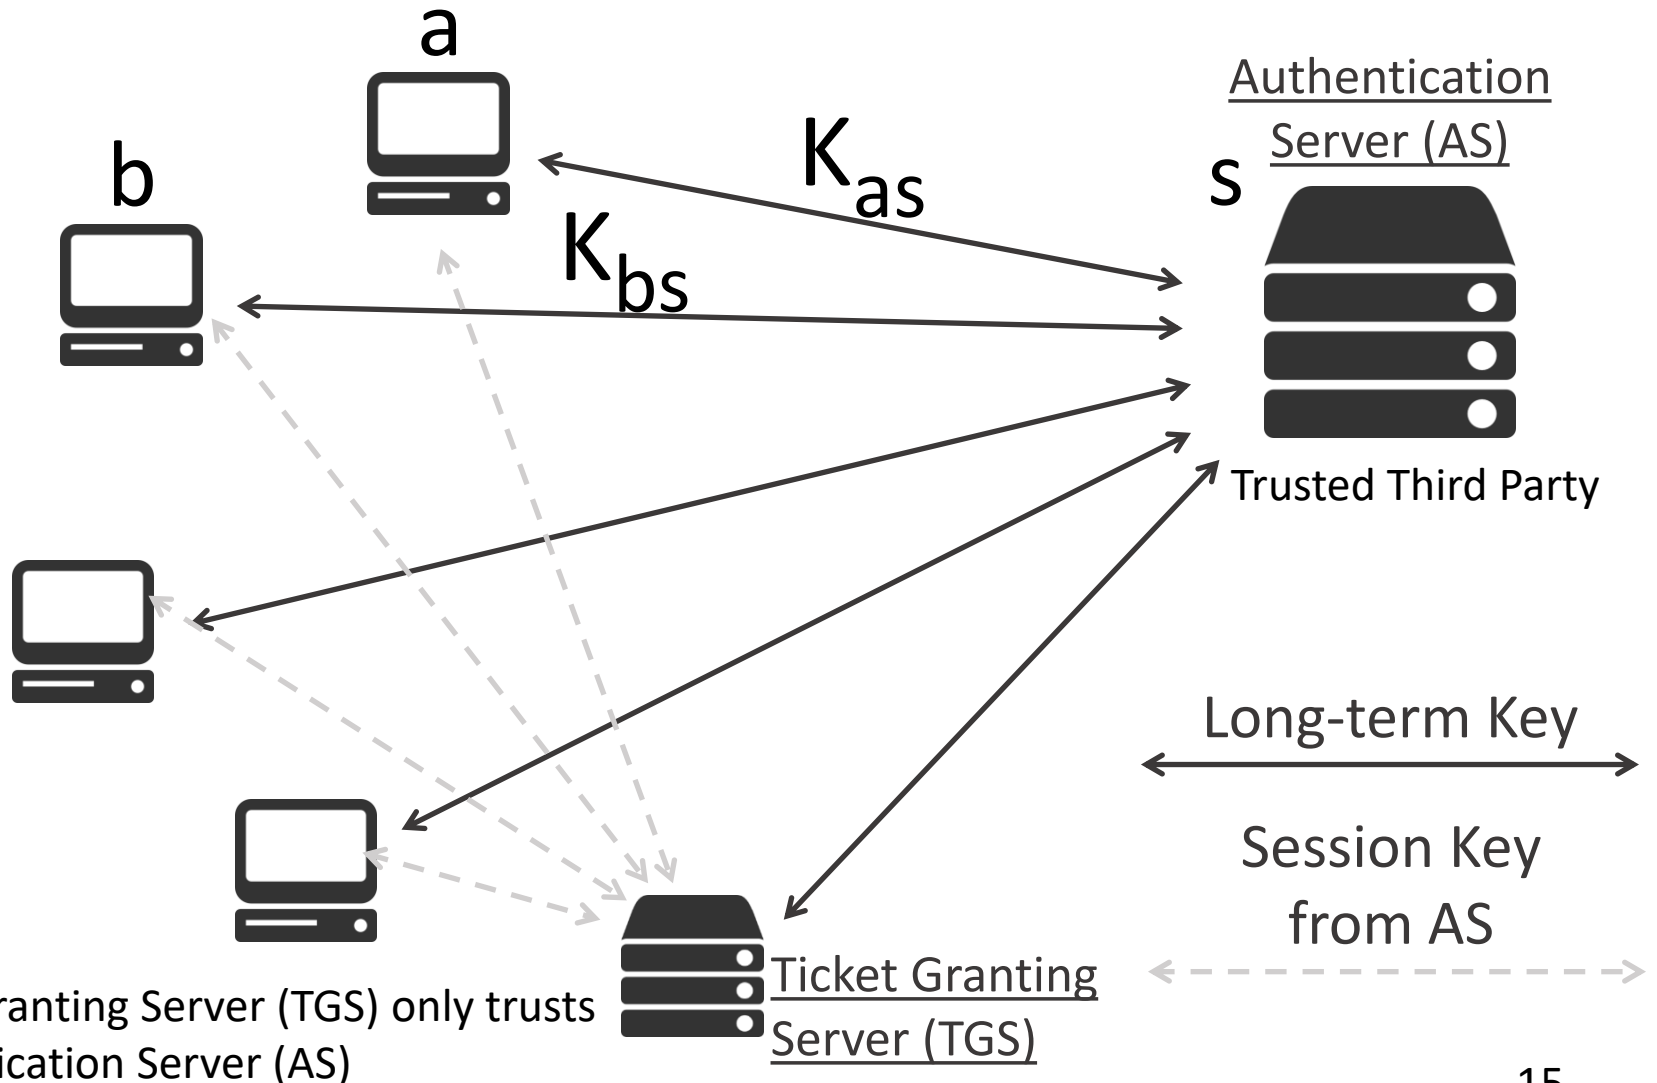 a
Authentication
Server (AS)
b
s
Kas
Kbs
Trusted Third Party
Long-term Key
Session Key
from AS
Ticket Granting
Server (TGS)
ranting Server (TGS) only trusts
ication Server (AS)
15